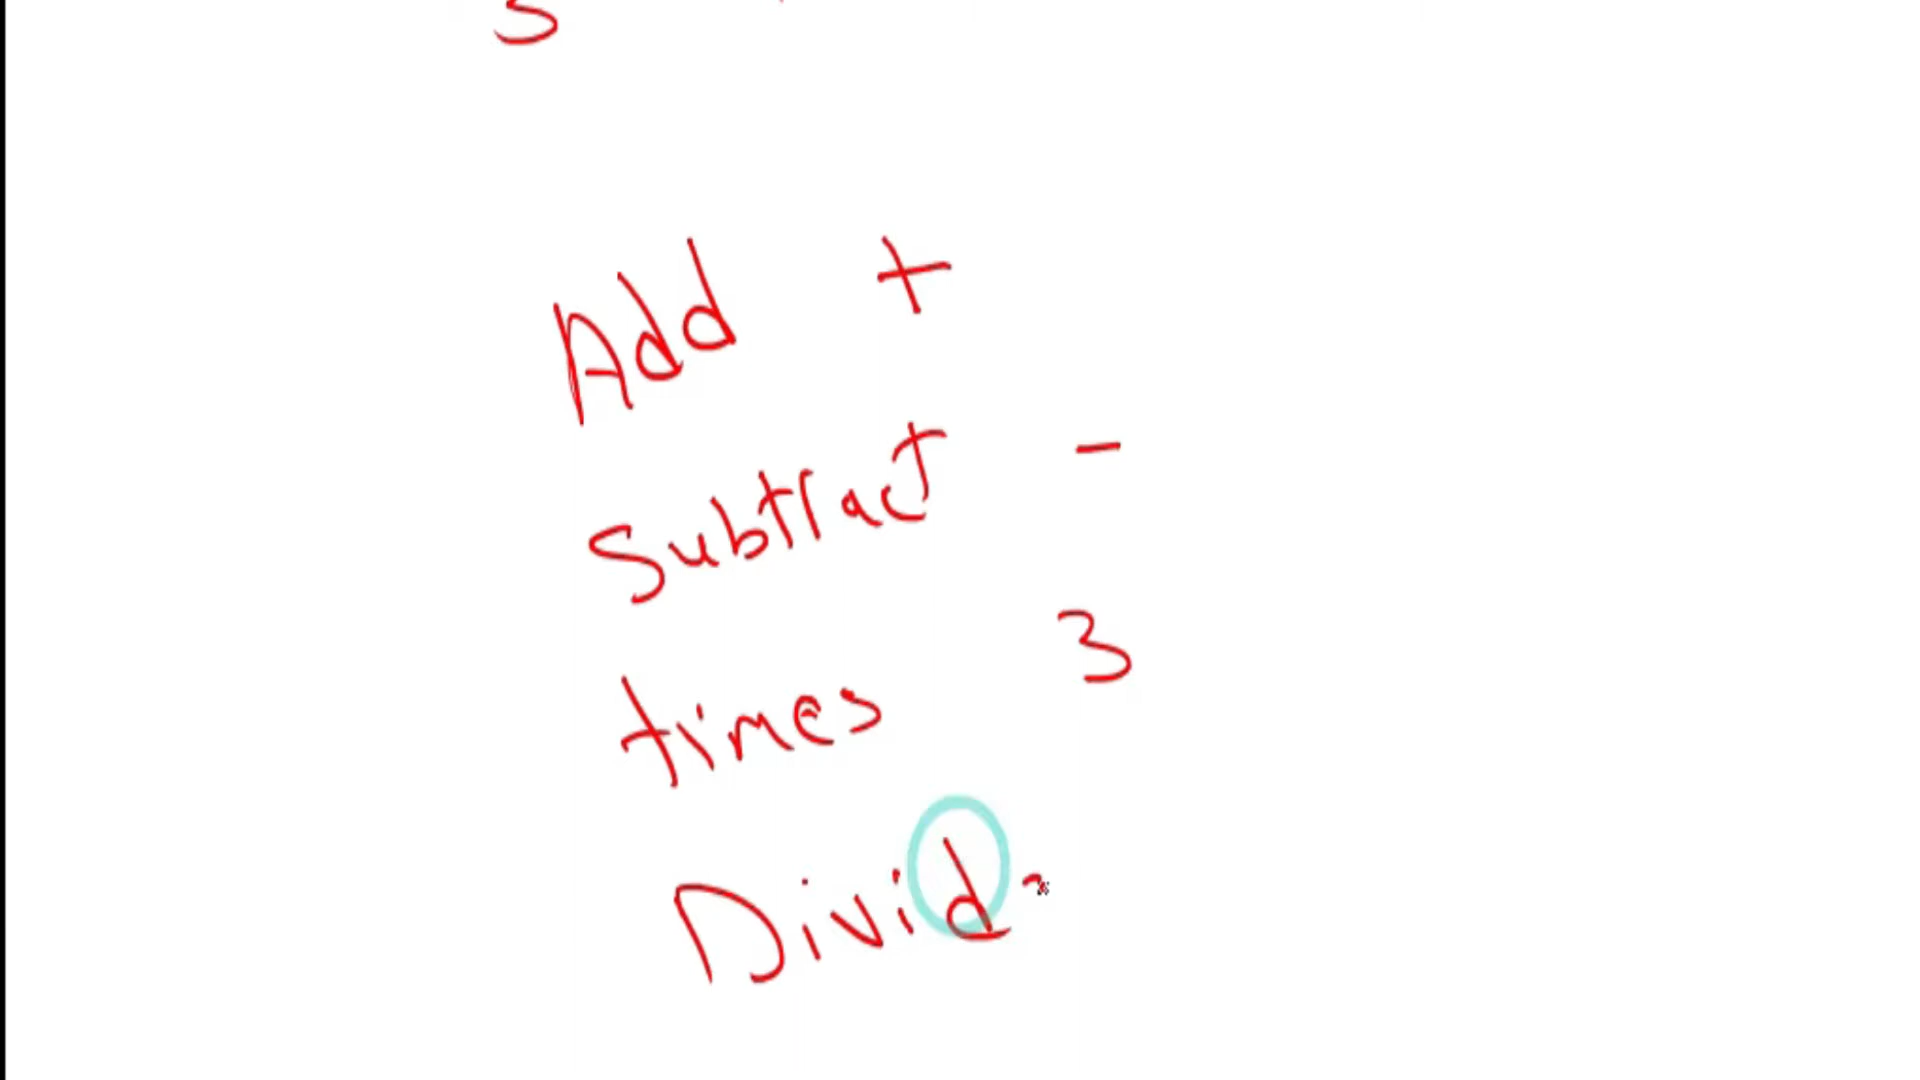 Add +
Subtract -
times 3
Divid